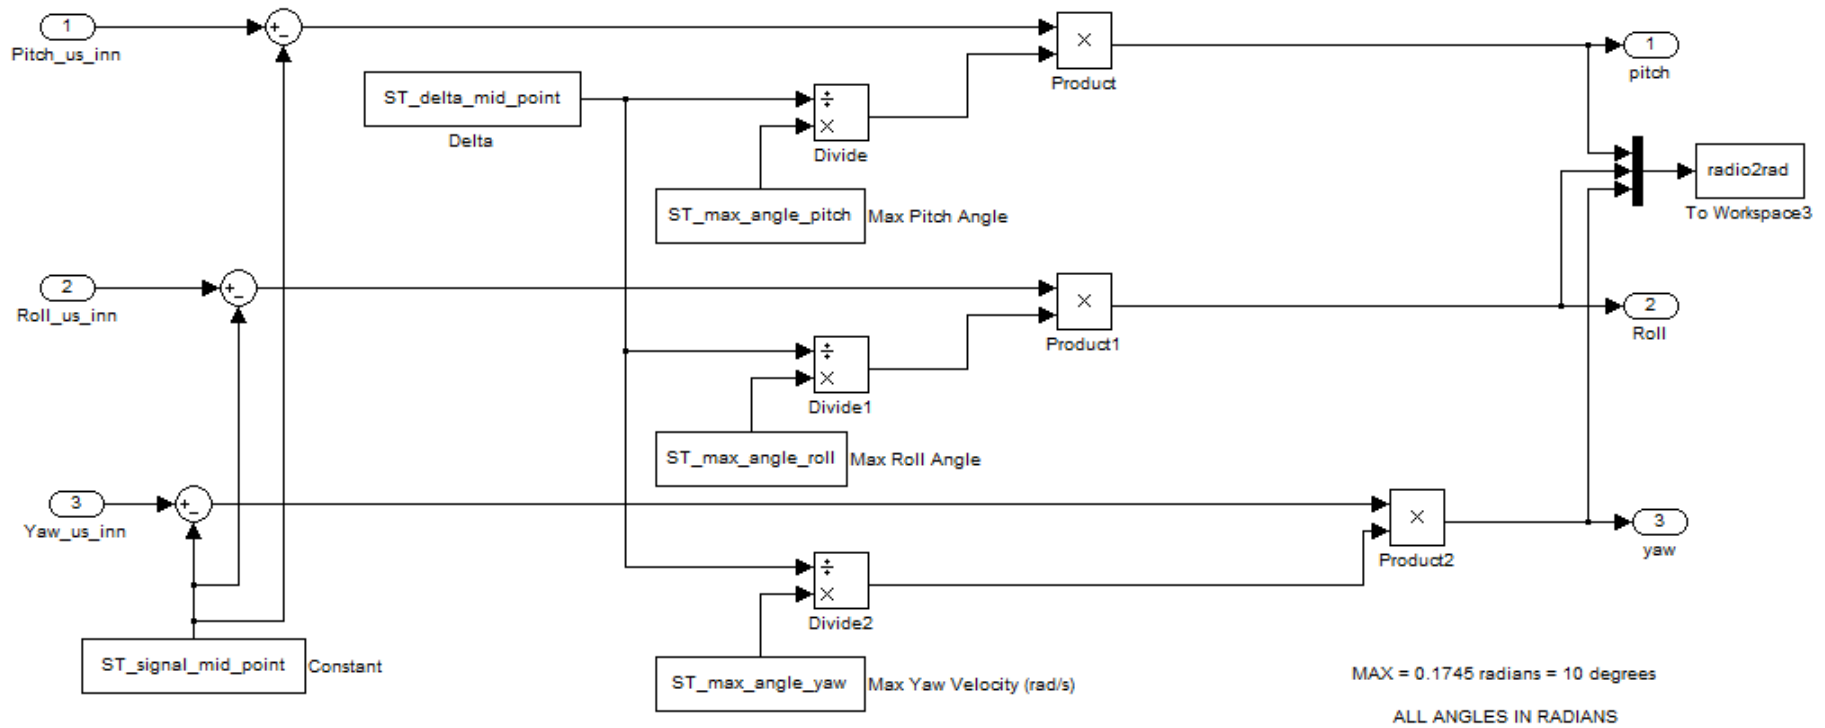 1
Pitch_us_inn
+
−
ST_delta_mid_point
Delta
÷
×
Divide
ST_max_angle_pitch
Max Pitch Angle
×
Product
1
pitch
radio2rad
To Workspace3
2
Roll_us_inn
+
−
÷
×
Divide1
ST_max_angle_roll
Max Roll Angle
×
Product1
2
Roll
3
Yaw_us_inn
+
−
ST_signal_mid_point
Constant
÷
×
Divide2
ST_max_angle_yaw
Max Yaw Velocity (rad/s)
×
Product2
3
yaw
MAX = 0.1745 radians = 10 degrees
ALL ANGLES IN RADIANS